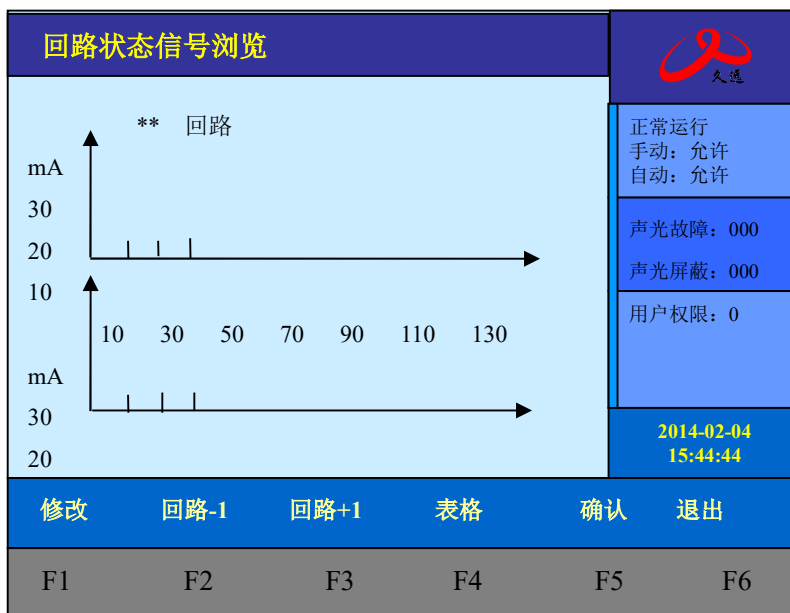 回路状态信号浏览
久远
** 回路
mA
30
20
10
10 30 50 70 90 110 130
mA
30
20
正常运行
手动：允许
自动：允许
声光故障：000
声光屏蔽：000
用户权限：0
2014-02-04
15:44:44
修改 回路-1 回路+1 表格 确认 退出
F1 F2 F3 F4 F5 F6